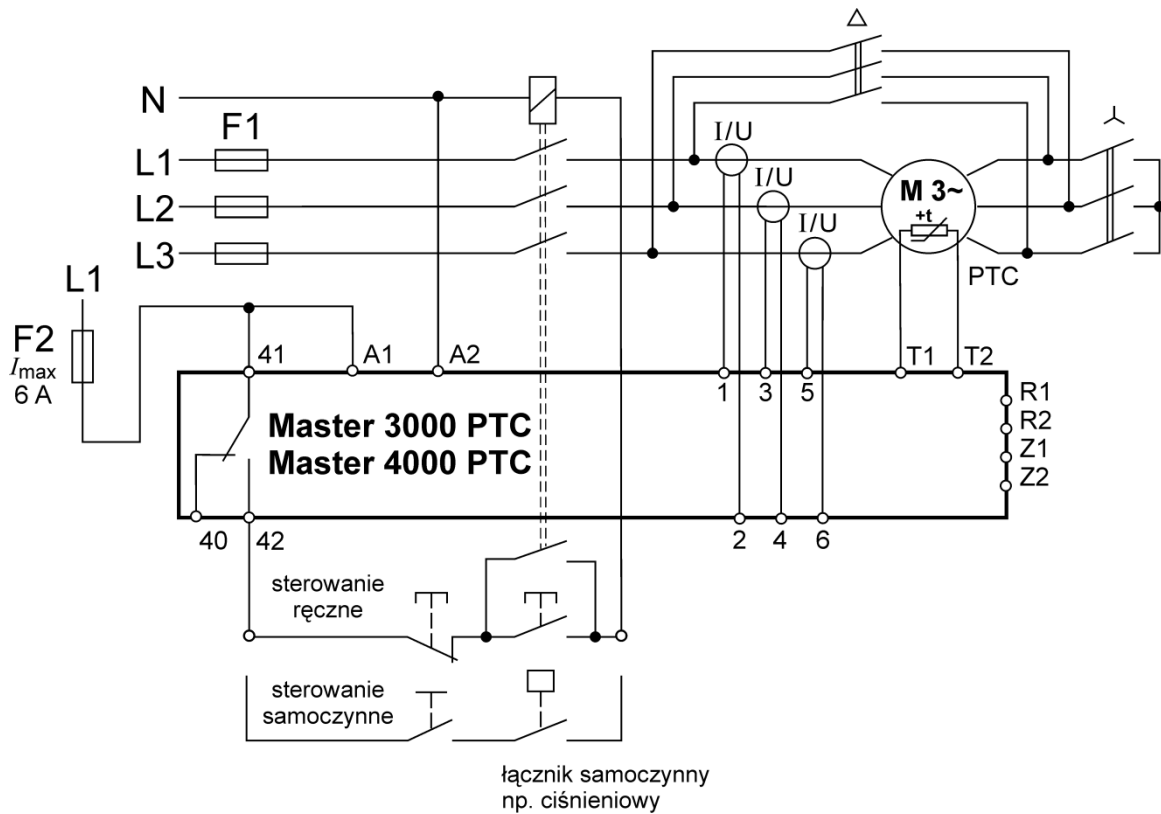 N
F1
L1
L2
L3
I/U
I/U
I/U
M 3~
+t
PTC
L1
F2
Imax
6 A
41
A1
A2
1
3
5
T1
T2
R1
R2
Z1
Z2
Master 3000 PTC
Master 4000 PTC
40
42
2
4
6
sterowanie
ręczne
sterowanie
samoczynne
łącznik samoczynny
np. ciśnieniowy